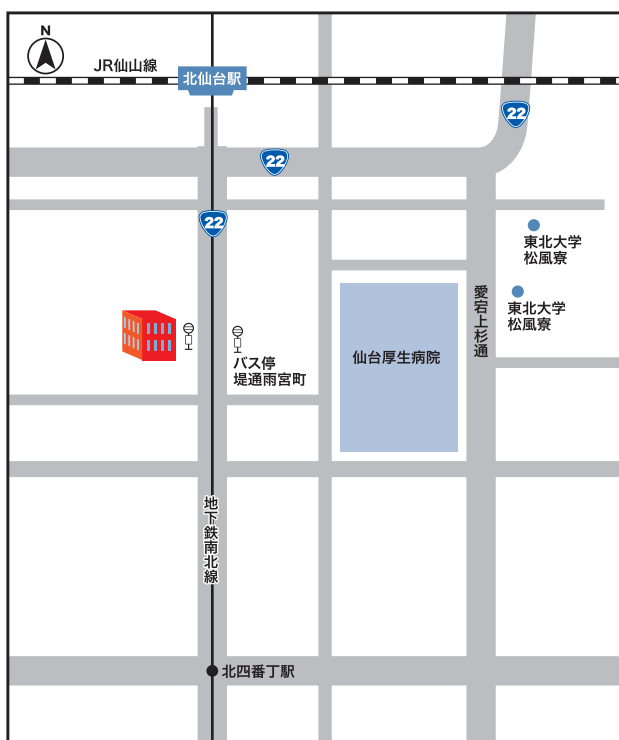 N
JR仙山線
北仙台駅
22
22
22
東北大学
松風寮
愛宕上杉通
東北大学
松風寮
仙台厚生病院
バス停
堤通雨宮町
地下鉄南北線
北四番丁駅